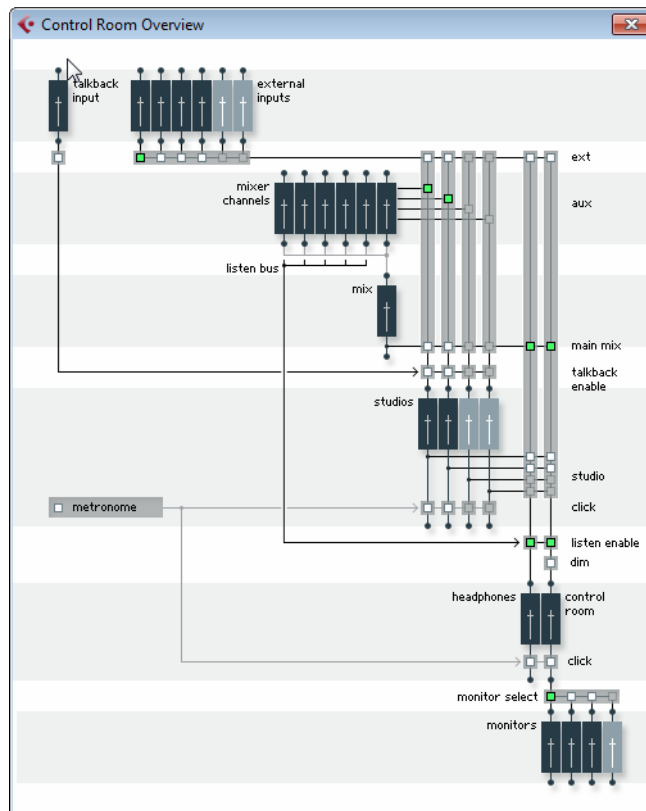 Control Room Overview
talkback
input
external
inputs
ext
mixer
channels
aux
listen bus
mix
main mix
talkback
enable
studios
studio
metronome
click
listen enable
dim
headphones
control
room
click
monitor select
monitors